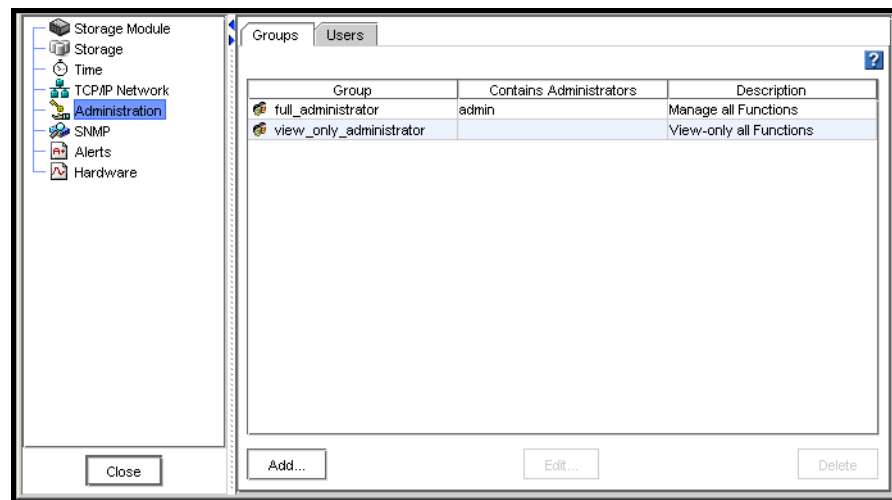 Storage Module
Storage
Time
TCP/IP Network
Administration
SNMP
Alerts
Hardware
Close
Groups Users
?
Group Contains Administrators Description
full_administrator admin Manage all Functions
view_only_administrator View-only all Functions
Add... Edit... Delete